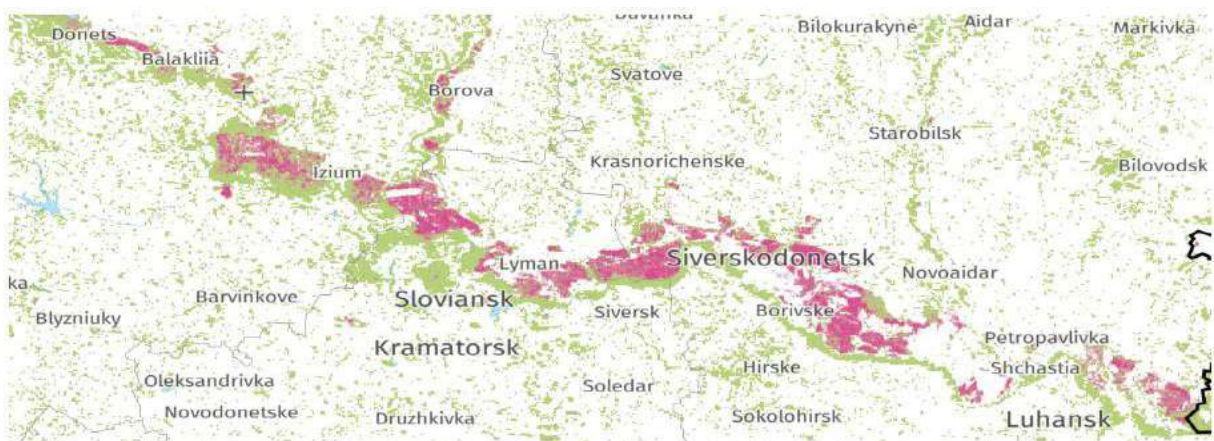 Bilokurakyne
Aidar
Markivka
Donets
Balakliia
Svatove
Borova
Starobilsk
Krasnorichenske
Bilovodsk
Izium
Siverskodonetsk
Lyman
Novoaidar
ka
Barvinkove
Sloviansk
Blyzniuky
Siversk
Borivske
Petropavlivka
Kramatorsk
Hirske
Shchastia
Oleksandrivka
Soledar
Novodonetske
Druzhkivka
Sokolohirsk
Luhansk